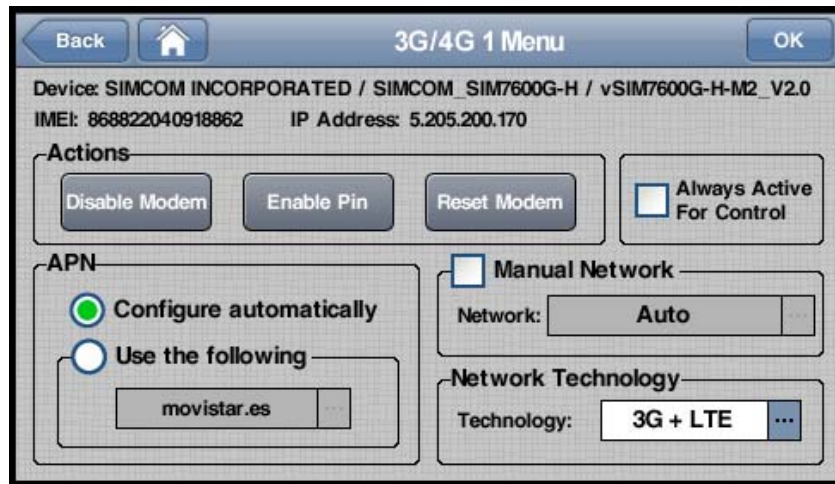 Back
3G/4G 1 Menu
OK
Device: SIMCOM INCORPORATED / SIMCOM_SIM7600G-H / vSIM7600G-H-M2_V2.0
IMEI: 868822040918862 IP Address: 5.205.200.170
Actions
Disable Modem Enable Pin Reset Modem
Always Active
For Control
APN
Configure automatically
Use the following
movistar.es ...
Manual Network
Network: Auto ...
Network Technology
Technology: 3G + LTE ...